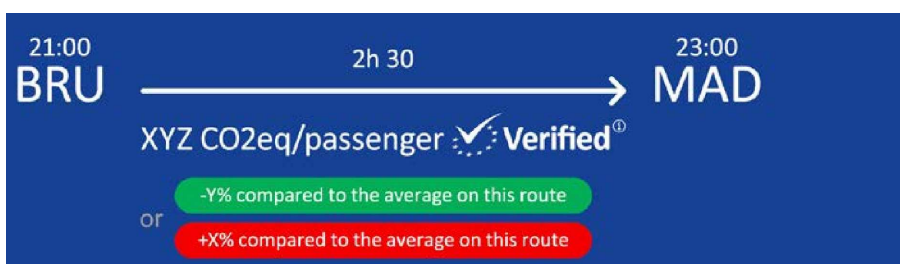 21:00
BRU
2h 30
23:00
MAD
XYZ CO2eq/passenger Verified ⓘ
-Y% compared to the average on this route
or
+X% compared to the average on this route